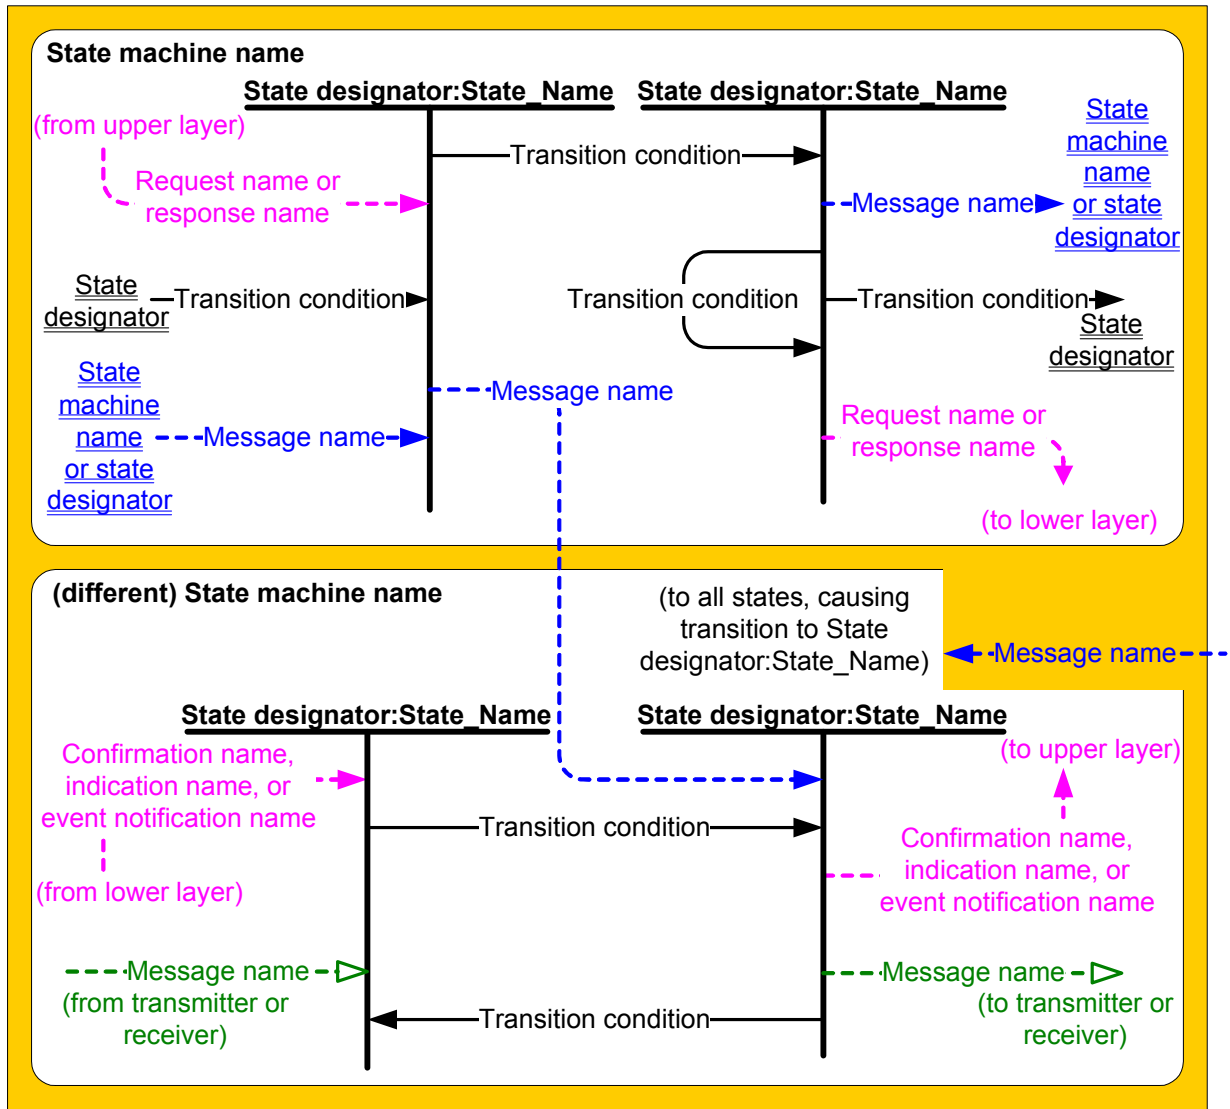 State machine name
State designator:State_Name
State designator:State_Name
(from upper layer)
Transition condition
State
machine
name
or state
designator
Request name or
response name
Message name
State
designator
Transition condition
Transition condition
Transition condition
State
designator
State
machine
name
or state
designator
Message name
Message name
Request name or
response name
(to lower layer)
(different) State machine name
(to all states, causing
transition to State
designator:State_Name)
Message name
State designator:State_Name
State designator:State_Name
Confirmation name,
indication name, or
event notification name
(from lower layer)
(to upper layer)
Transition condition
Confirmation name,
indication name, or
event notification name
Message name
(from transmitter or
receiver)
Message name
(to transmitter or
receiver)
Transition condition